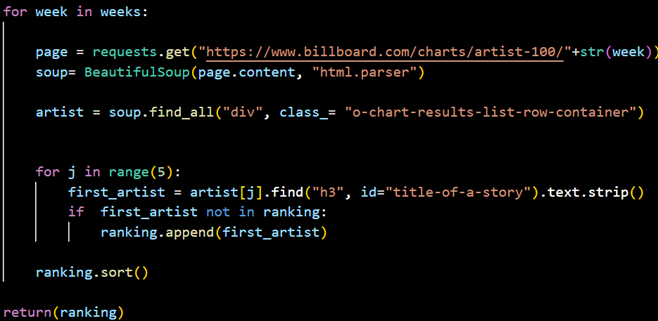 for week in weeks:
page = requests.get("https://www.billboard.com/charts/artist-100/"+str(week))
soup= BeautifulSoup(page.content, "html.parser")
artist = soup.find_all("div", class_= "o-chart-results-list-row-container")
for j in range(5):
first_artist = artist[j].find("h3", id="title-of-a-story").text.strip()
if  first_artist not in ranking:
ranking.append(first_artist)
ranking.sort()
return(ranking)